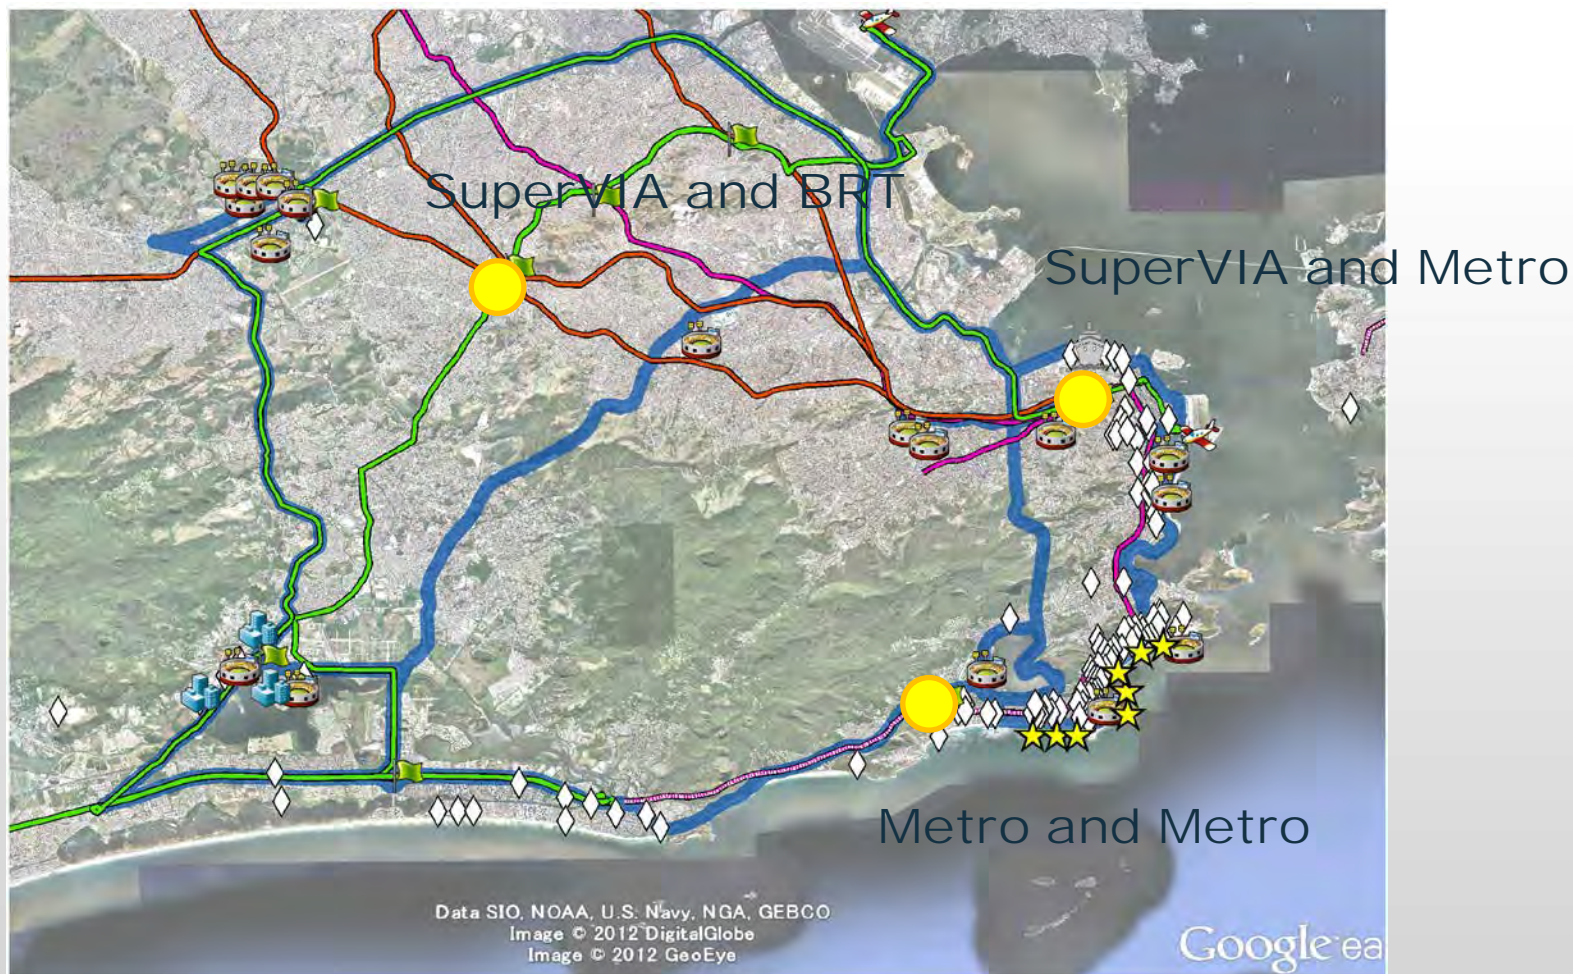 SuperVIA and BRT
SuperVIA and Metro
Metro and Metro
Data SIO, NOAA, U.S. Navy, NGA, GEBCO
Image © 2012 DigitalGlobe
Image © 2012 GeoEye
Google ea